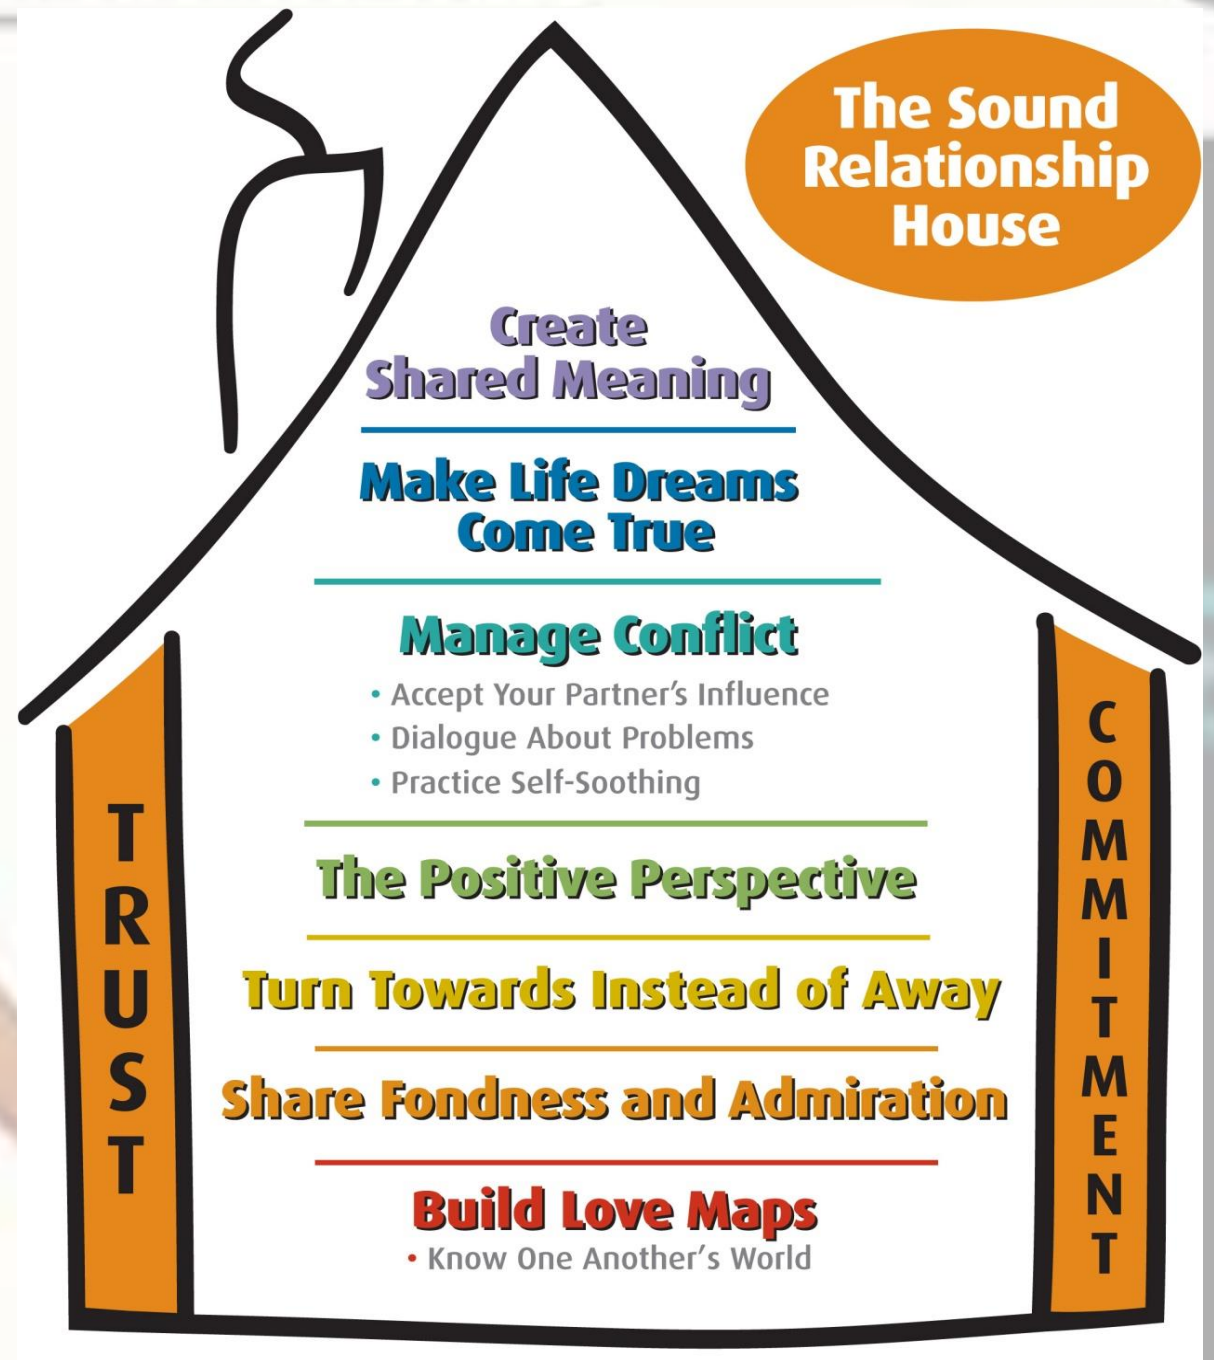 The Sound
Relationship
House
Create
Shared Meaning
Make Life Dreams
Come True
Manage Conflict
• Accept Your Partner's Influence
• Dialogue About Problems
• Practice Self-Soothing
The Positive Perspective
Turn Towards Instead of Away
Share Fondness and Admiration
Build Love Maps
• Know One Another's World
TRUST
COMMITMENT